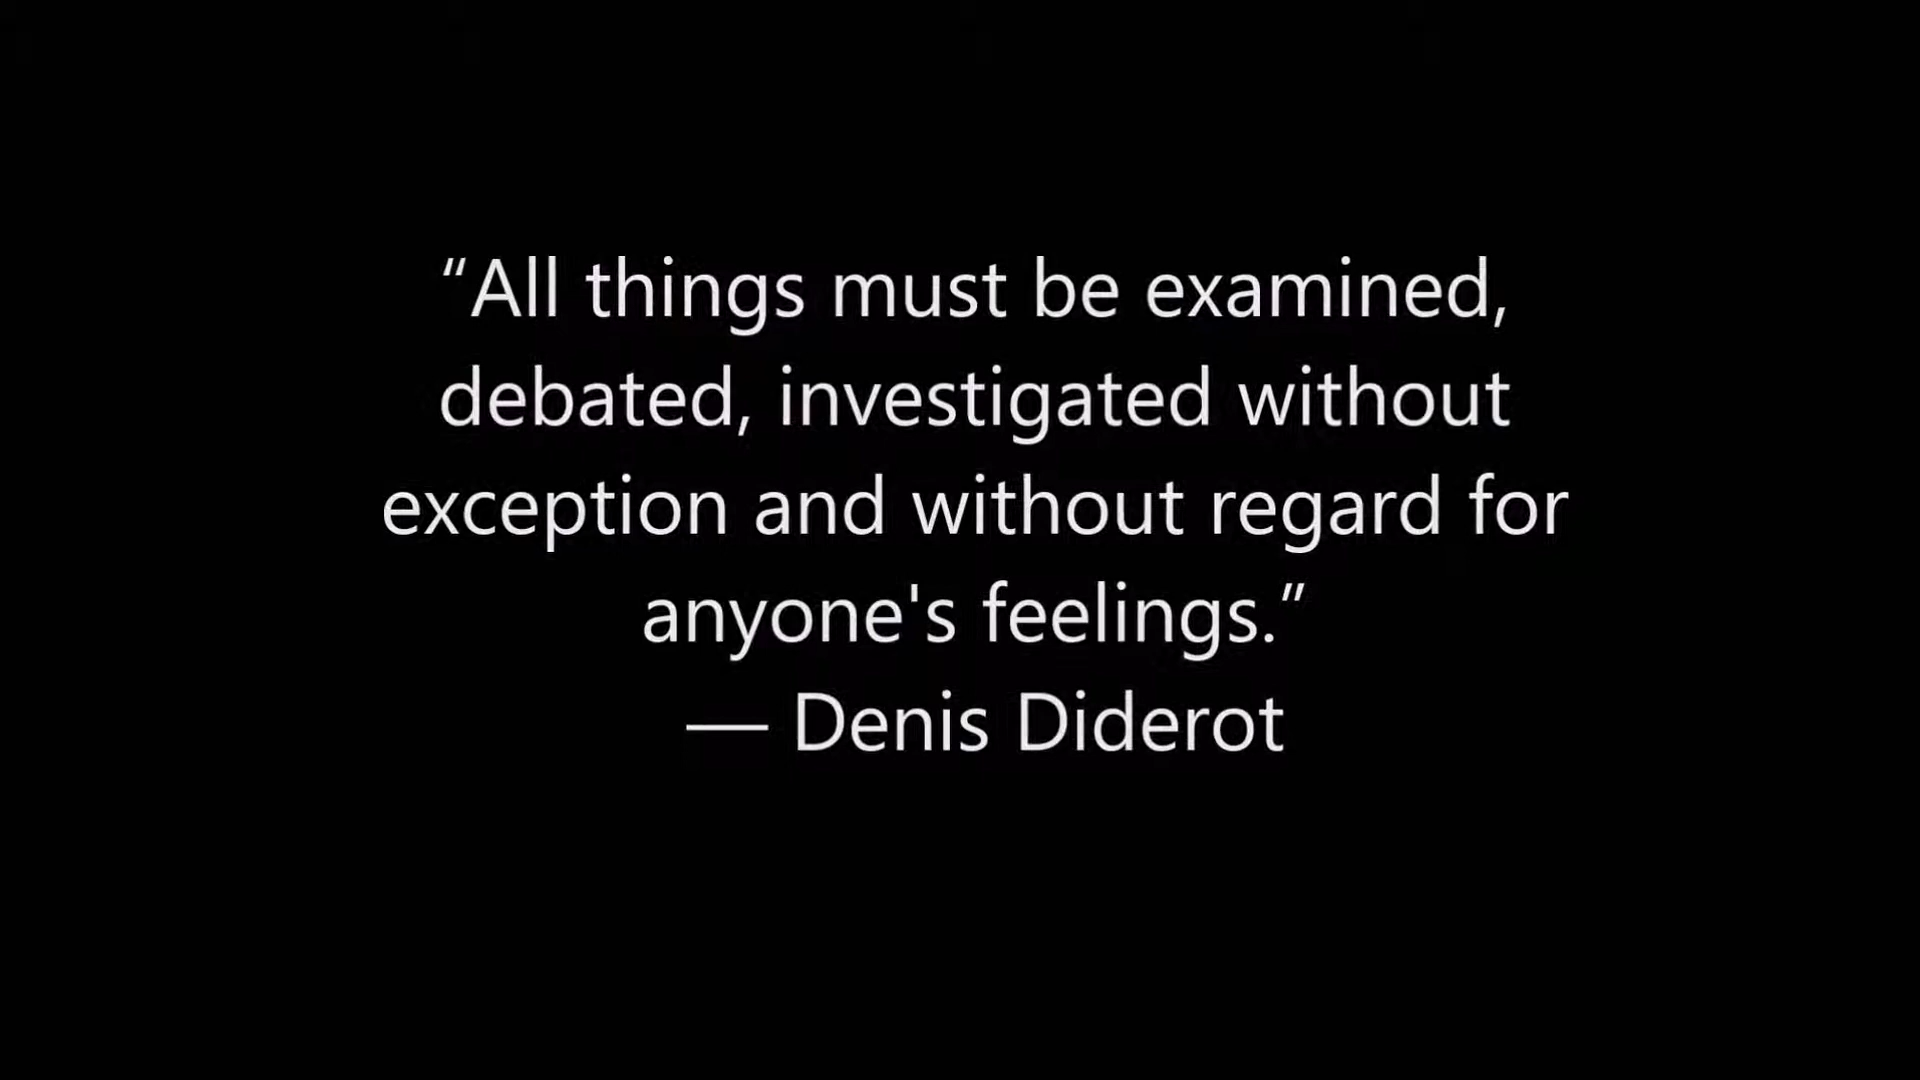 “All things must be examined,
debated, investigated without
exception and without regard for
anyone's feelings.”
— Denis Diderot